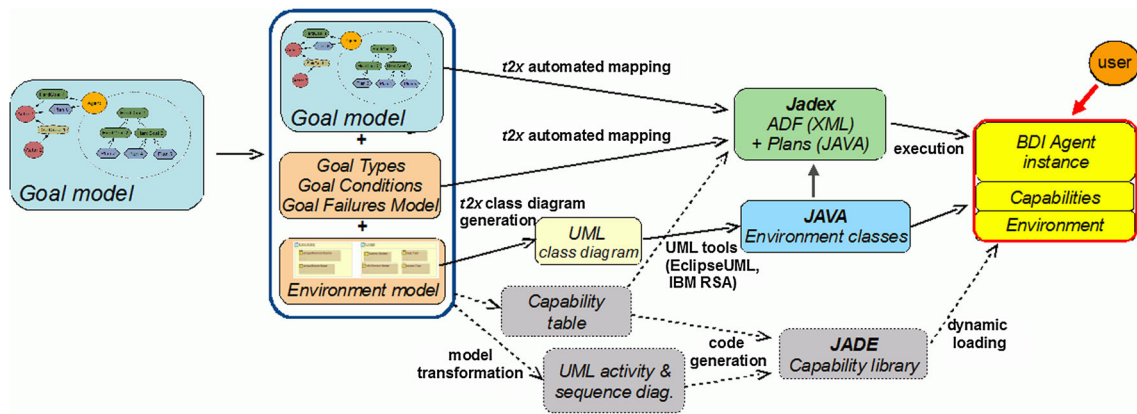 Goal model
Agent
Goal model
+
Goal Types
Goal Conditions
Goal Failures Model
+
Environment model
t2x automated mapping
t2x automated mapping
t2x class diagram
generation
UML
class diagram
Capability
table
model
transformation
UML activity &
sequence diag.
Jadex
ADF (XML)
+ Plans (JAVA)
JAVA
Environment classes
UML tools
(EclipseUML,
IBM RSA)
code
generation
JADE
Capability library
execution
dynamic
loading
user
BDI Agent
instance
Capabilities
Environment